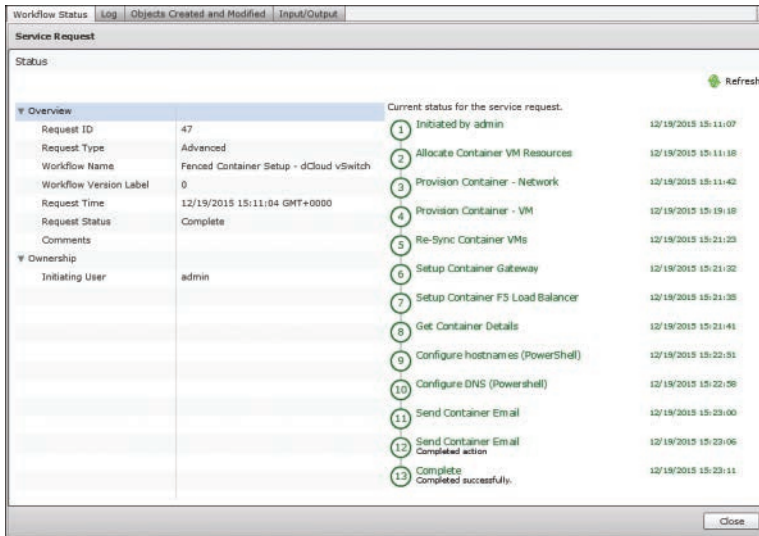 Workflow Status Log Objects Created and Modified Input/Output
Service Request
Status
Refresh
Overview
Request ID 47
Request Type Advanced
Workflow Name Fenced Container Setup - dCloud vSwitch
Workflow Version Label 0
Request Time 12/19/2015 15:11:04 GMT+0000
Request Status Complete
Comments
Ownership
Initiating User admin
Current status for the service request.
1 Initiated by admin 12/19/2015 15:11:07
2 Allocate Container VM Resources 12/19/2015 15:11:18
3 Provision Container - Network 12/19/2015 15:11:42
4 Provision Container - VM 12/19/2015 15:19:18
5 Re-Sync Container VMs 12/19/2015 15:21:23
6 Setup Container Gateway 12/19/2015 15:21:32
7 Setup Container F5 Load Balancer 12/19/2015 15:21:35
8 Get Container Details 12/19/2015 15:21:41
9 Configure hostnames (PowerShell) 12/19/2015 15:22:51
10 Configure DNS (Powershell) 12/19/2015 15:22:58
11 Send Container Email 12/19/2015 15:23:00
12 Send Container Email 12/19/2015 15:23:06
Completed action
13 Complete 12/19/2015 15:23:11
Completed successfully.
Close